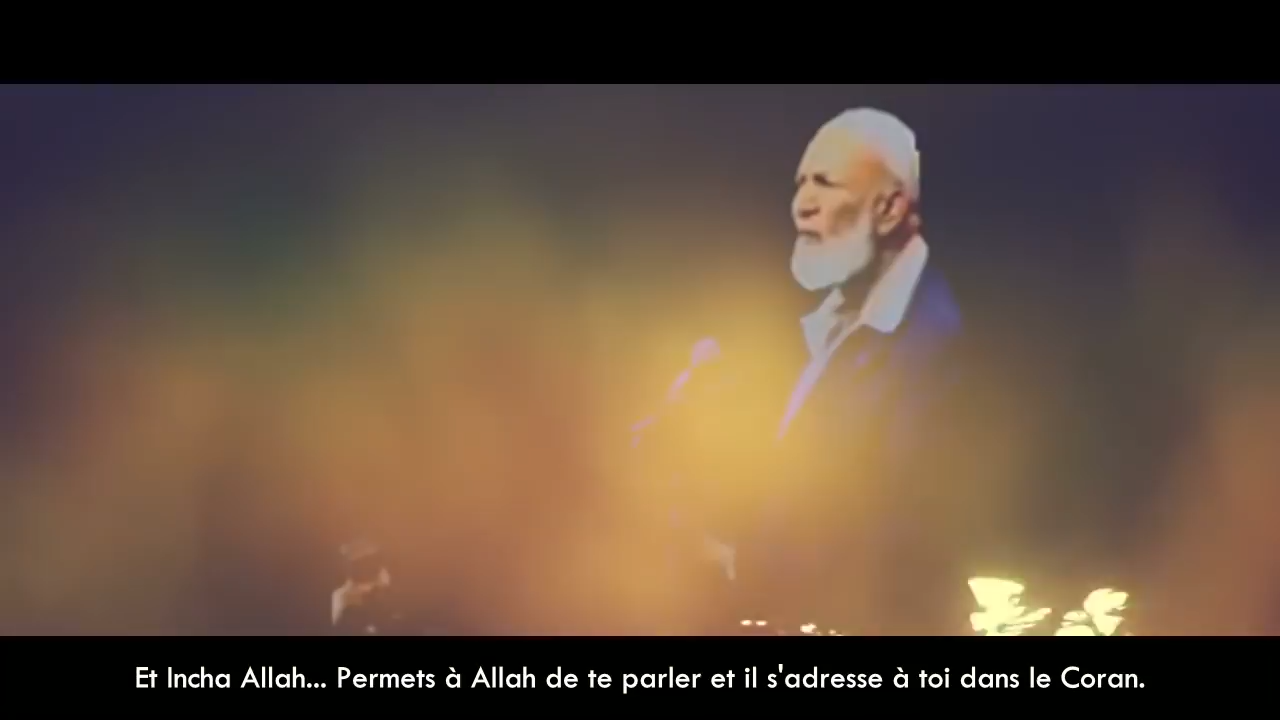 Et Incha Allah... Permets à Allah de te parler et il s'adresse à toi dans le Coran.